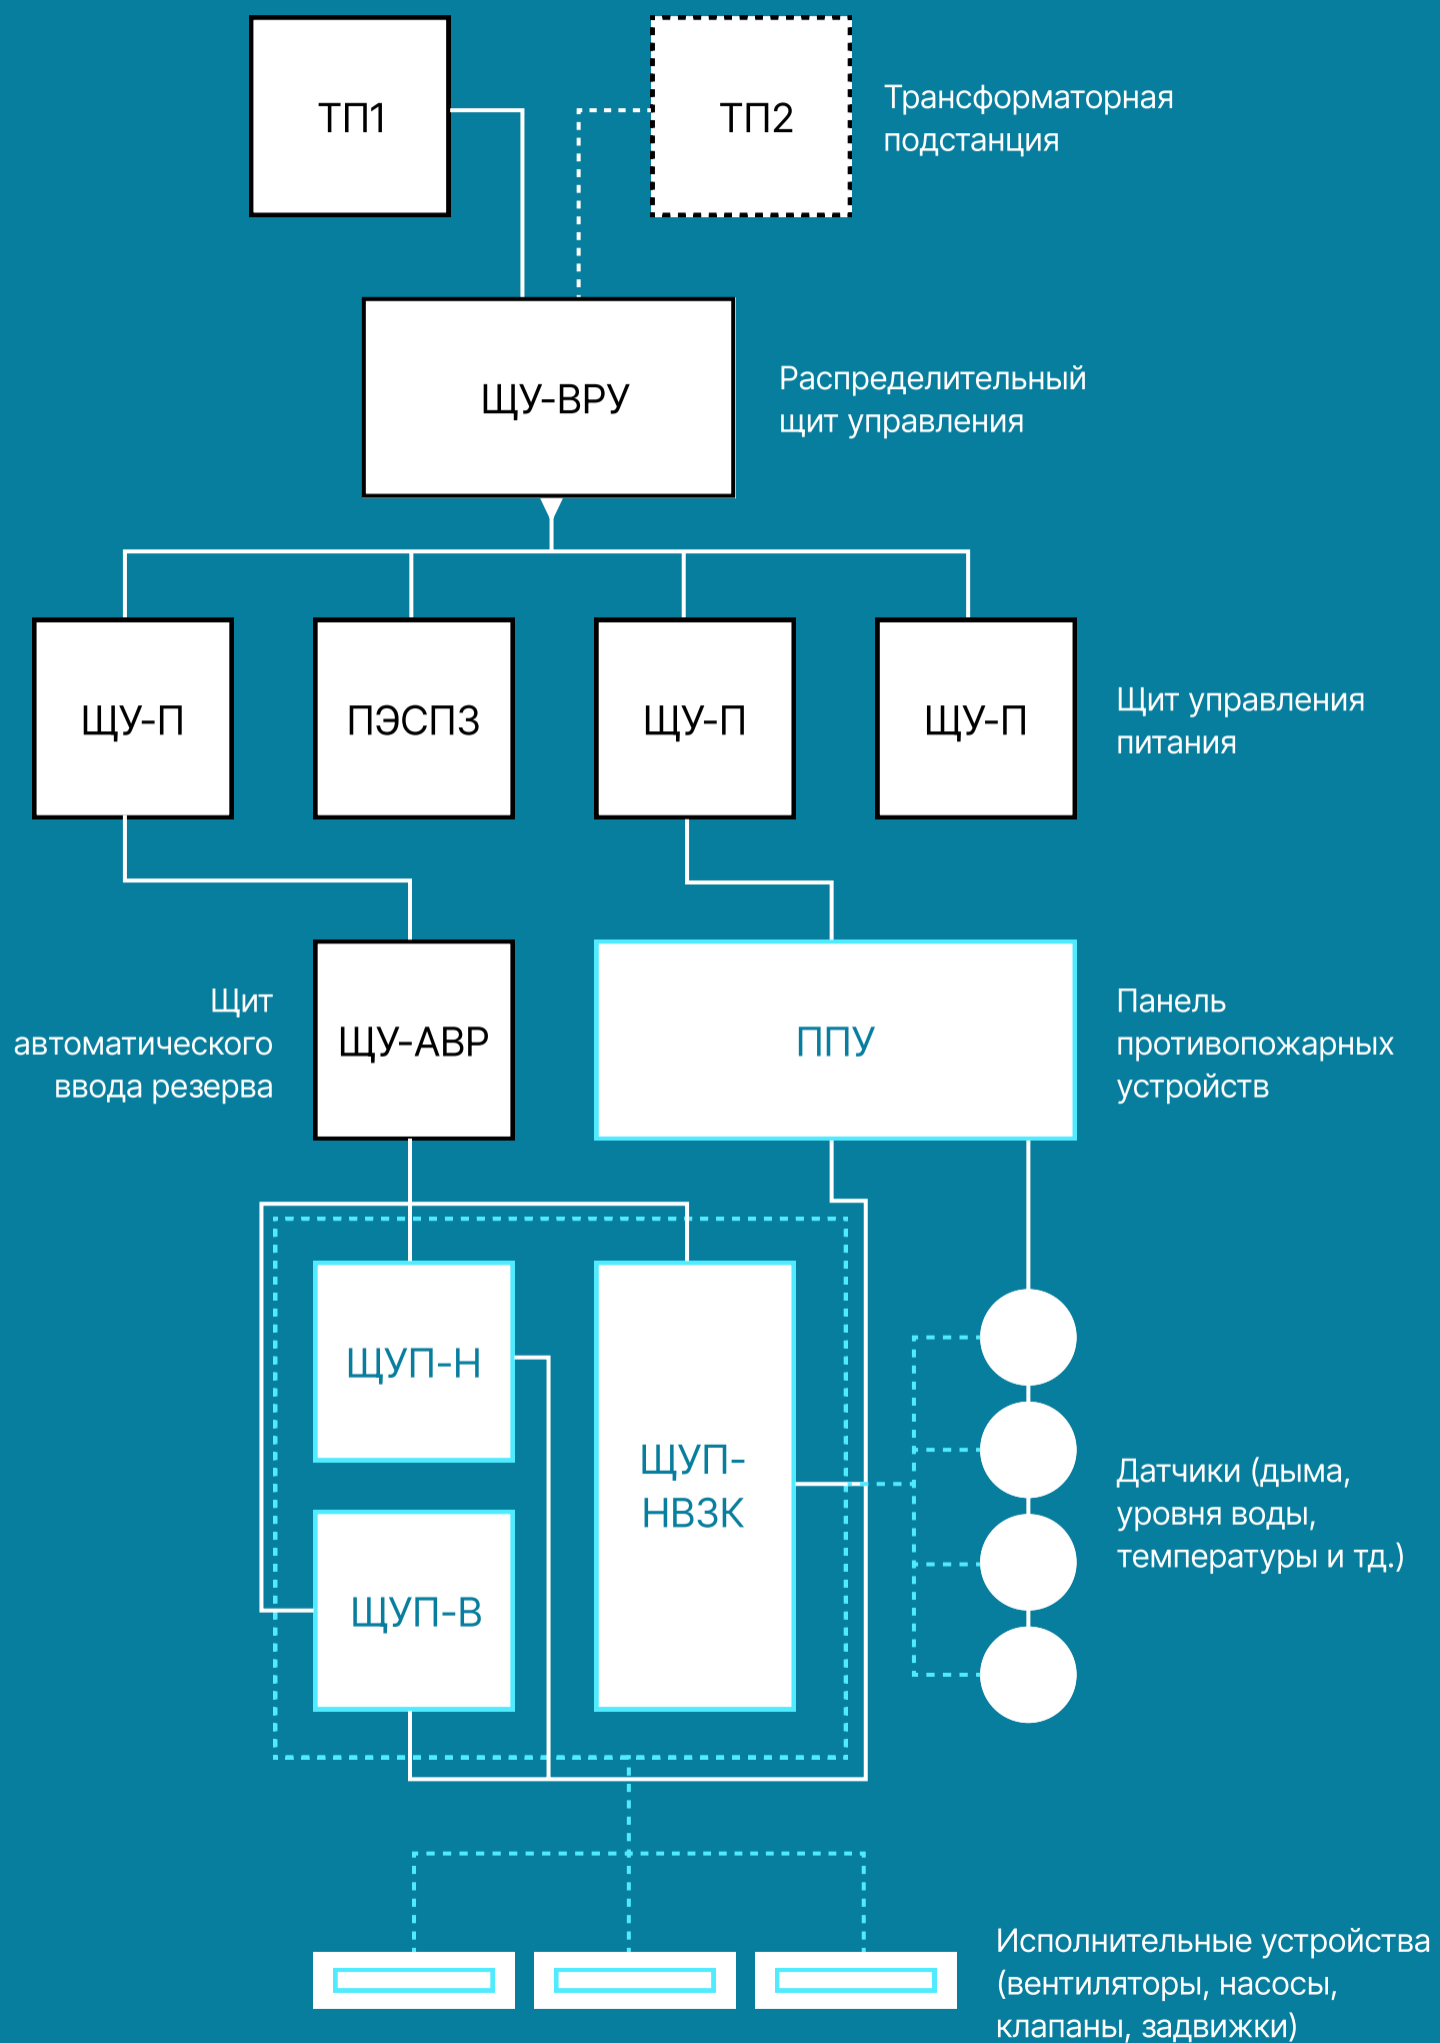 ТП1
ТП2
Трансформаторная
подстанция
ЩУ-ВРУ
Распределительный
щит управления
ЩУ-П
ПЭСПЗ
ЩУ-П
ЩУ-П
Щит управления
питания
Щит
автоматического
ввода резерва
ЩУ-АВР
ППУ
Панель
противопожарных
устройств
ЩУП-Н
ЩУП-
НВЗК
ЩУП-В
Датчики (дыма,
уровня воды,
температуры и тд.)
Исполнительные устройства
(вентиляторы, насосы,
клапаны, задвижки)